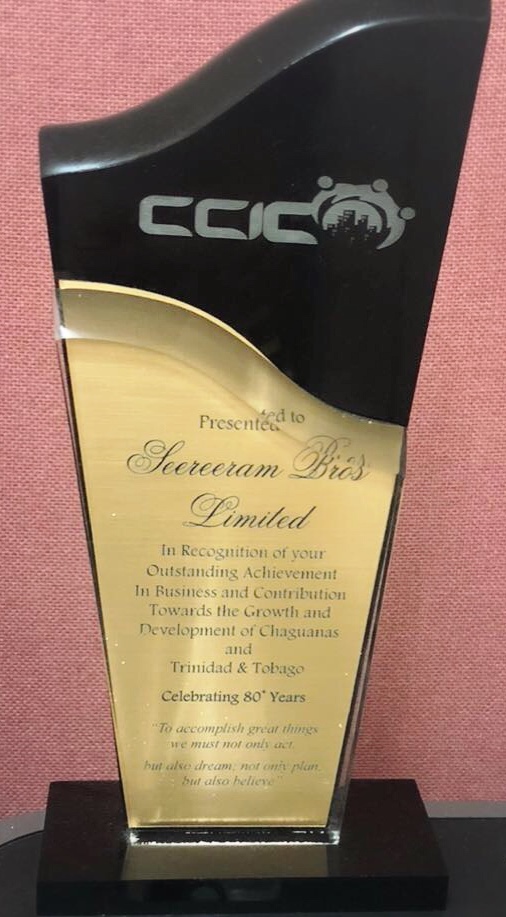 CCIC
Presented to
Seereeram Bros
Limited
In Recognition of your
Outstanding Achievement
In Business and Contribution
Towards the Growth and
Development of Chaguanas
and
Trinidad & Tobago
Celebrating 80+ Years
"To accomplish great things
we must not only act,
but also dream; not only plan,
but also believe"